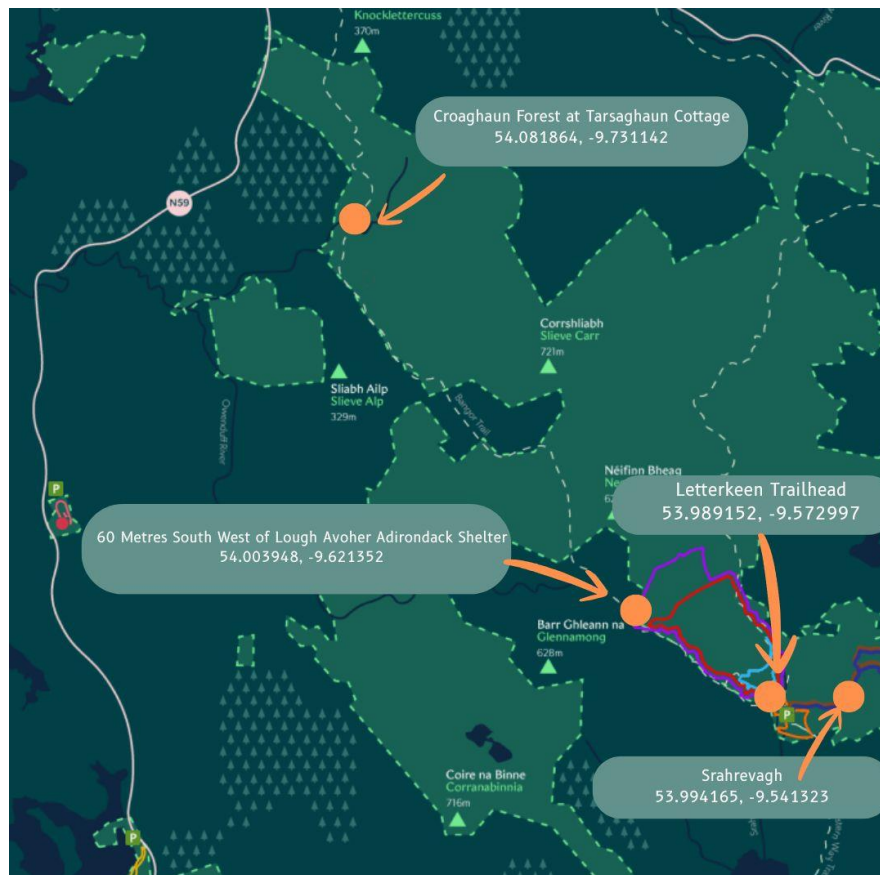 Knocklettercuss
370m
River
Croaghaun Forest at Tarsaghaun Cottage
54.081864, -9.731142
N59
Corrshliabh
Slieve Carr
721m
Sliabh Ailp
Slieve Alp
329m
Bangor Trail
Owenduff River
Néifinn Bheag
Letterkeen Trailhead
53.989152, -9.572997
P
60 Metres South West of Lough Avoher Adirondack Shelter
54.003948, -9.621352
Barr Ghleann na
Glennamong
628m
P
Srahrevagh
53.994165, -9.541323
Coire na Binne
Corranabinnia
716m
P